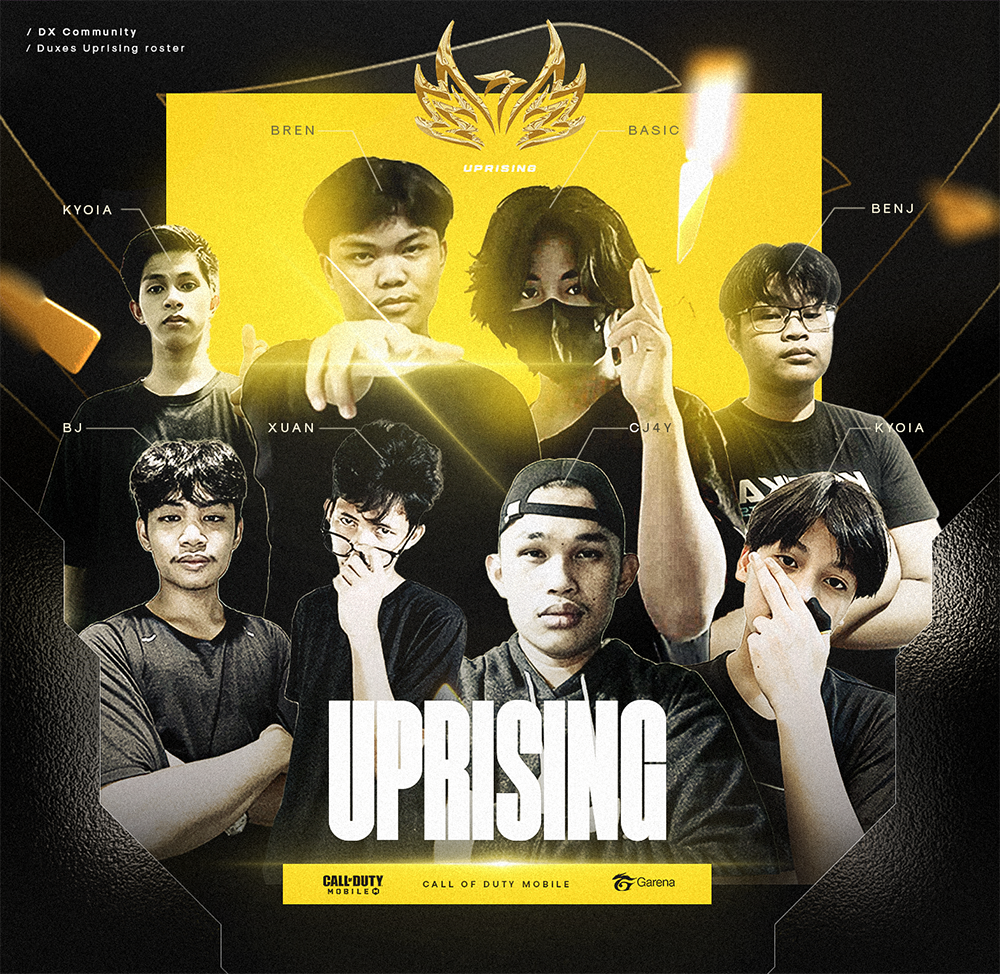 / DX Community
/ Duxes Uprising roster
UPRISING
BREN
BASIC
KYOIA
BENJ
BJ
XUAN
CJ4Y
KYOIA
UPRISING
CALL OF DUTY
MOBILE
CALL OF DUTY MOBILE
Garena